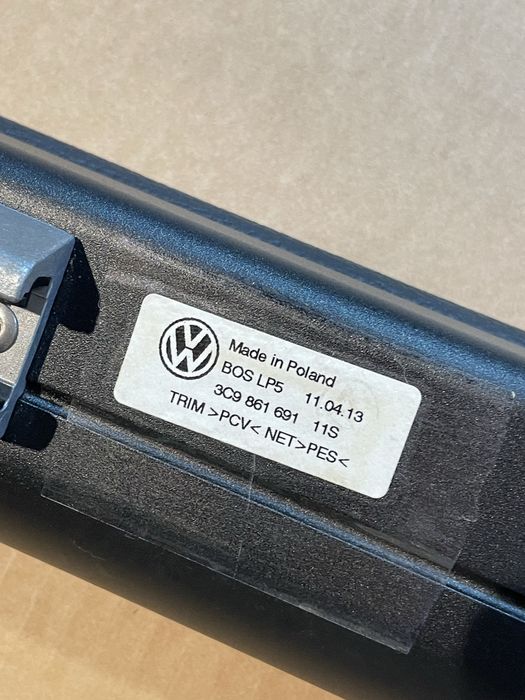 Made in Poland
BOS LP5 11.04.13
3C9 861 691 11S
TRIM >PCV< NET>PES<